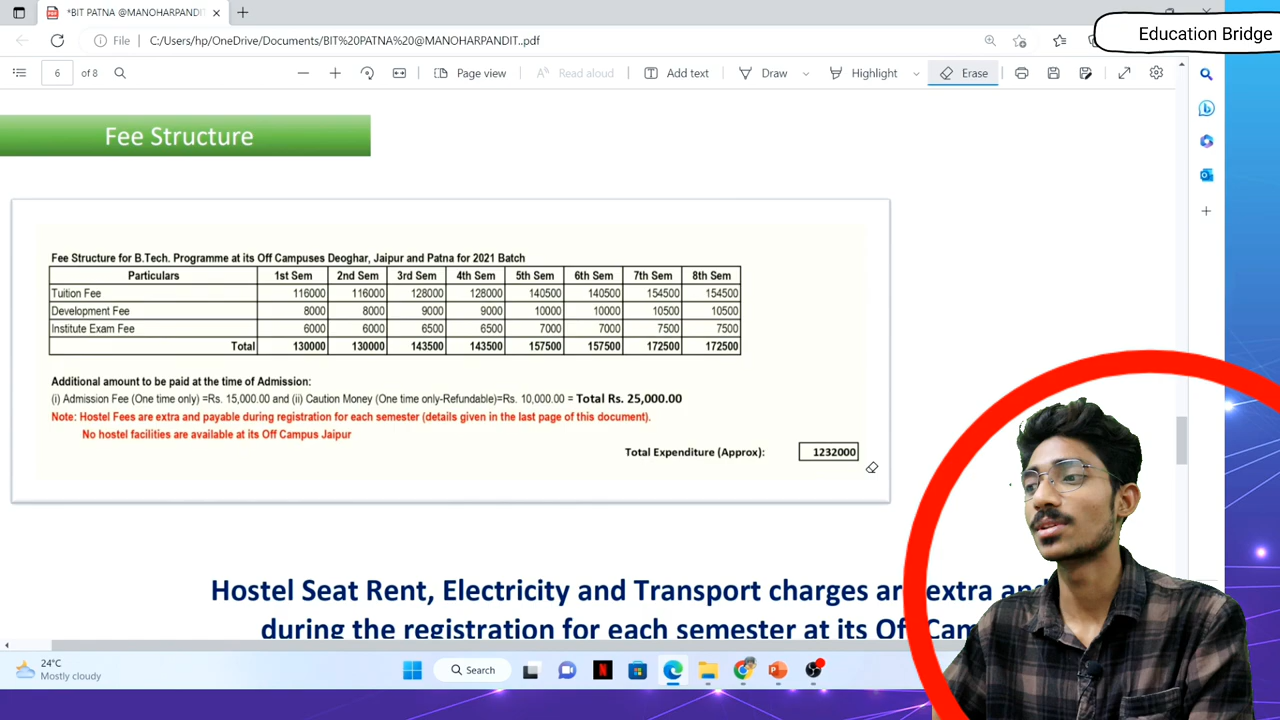 *BIT PATNA @MANOHARPANDIT
Education Bridge
File C:/Users/hp/OneDrive/Documents/BIT%20PATNA%20@MANOHARPANDIT..pdf
6 of 8 Page view Read aloud Add text Draw Highlight Erase
Fee Structure
Fee Structure for B.Tech. Programme at its Off Campuses Deoghar, Jaipur and Patna for 2021 Batch
Particulars 1st Sem 2nd Sem 3rd Sem 4th Sem 5th Sem 6th Sem 7th Sem 8th Sem
Tuition Fee 116000 116000 128000 128000 140500 140500 154500 154500
Development Fee 8000 8000 9000 9000 10000 10000 10500 10500
Institute Exam Fee 6000 6000 6500 6500 7000 7000 7500 7500
Total 130000 130000 143500 143500 157500 157500 172500 172500
Additional amount to be paid at the time of Admission:
(i) Admission Fee (One time only) =Rs. 15,000.00 and (ii) Caution Money (One time only-Refundable)=Rs. 10,000.00 = Total Rs. 25,000.00
Note: Hostel Fees are extra and payable during registration for each semester (details given in the last page of this document).
No hostel facilities are available at its Off Campus Jaipur
Total Expenditure (Approx): 1232000
Hostel Seat Rent, Electricity and Transport charges are extra and
during the registration for each semester at its Off Cam
24°C
Mostly cloudy
Search